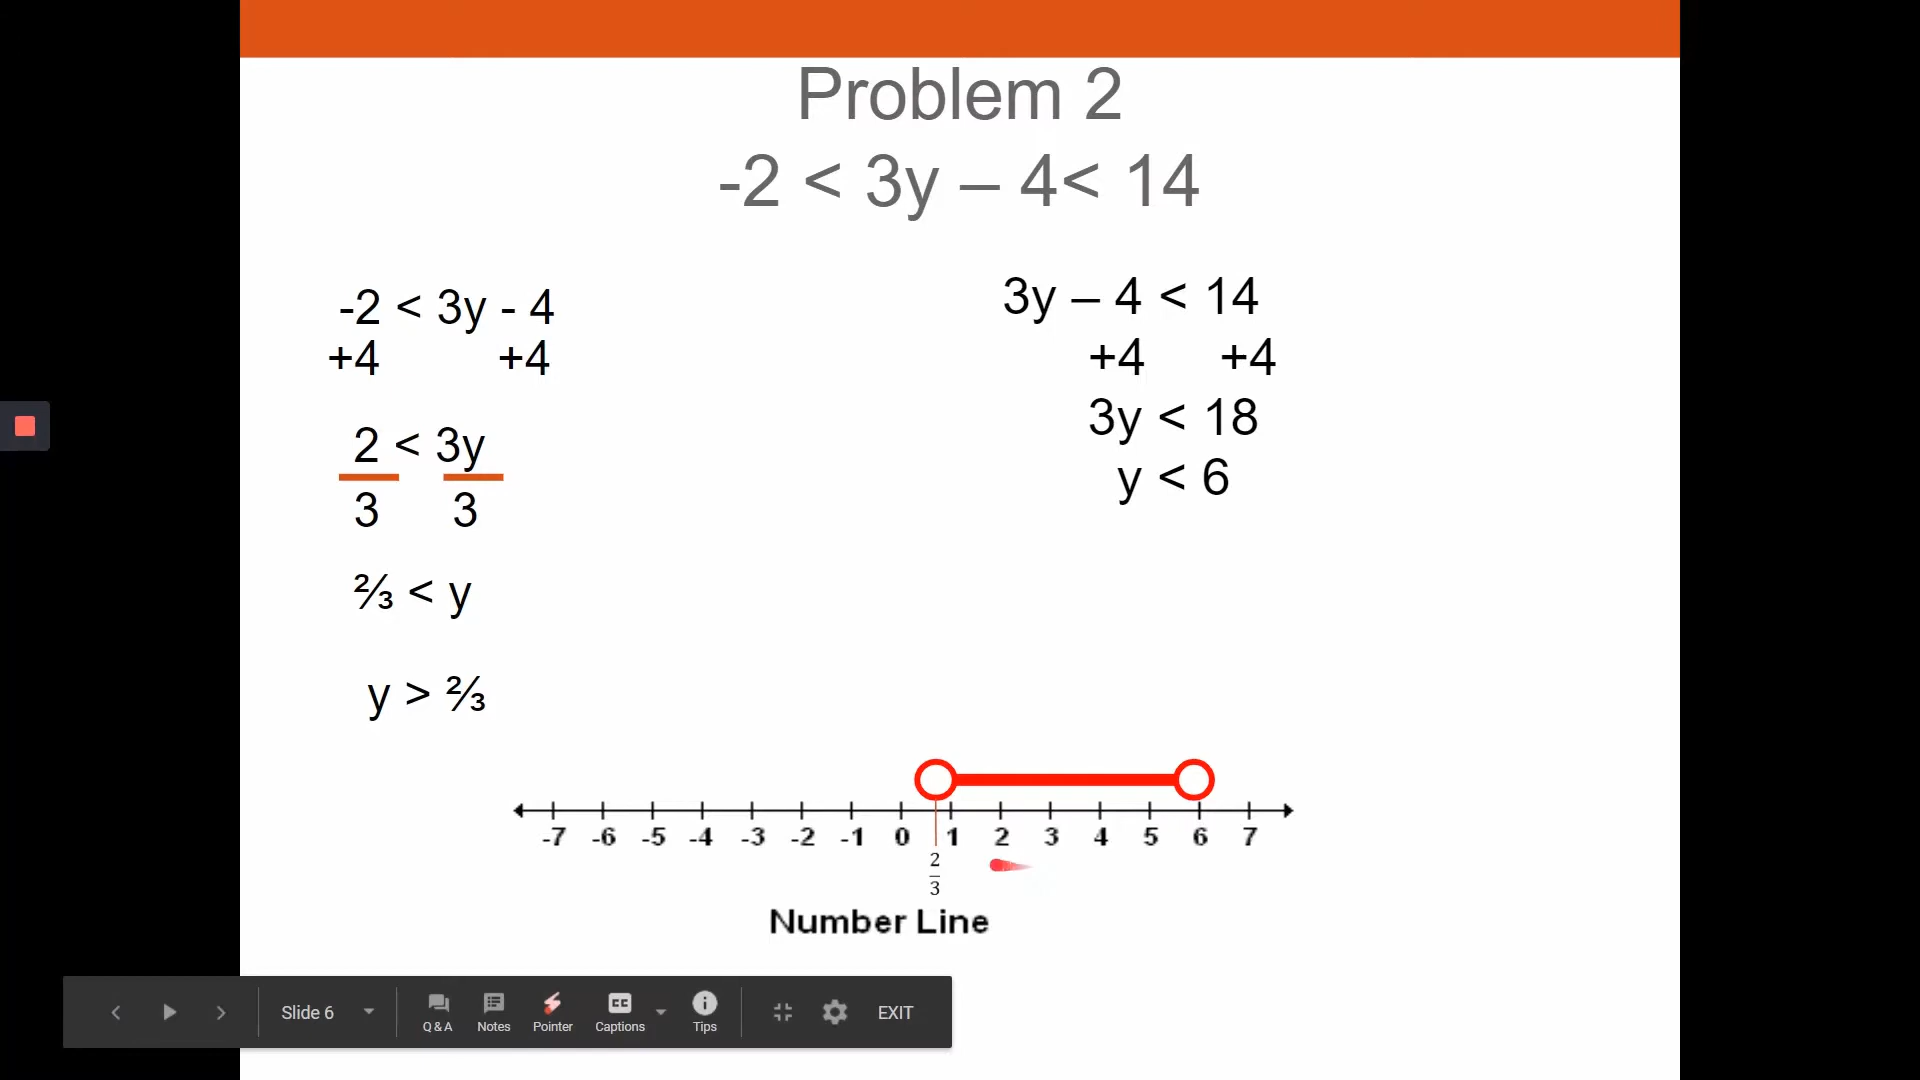 Problem 2
-2 < 3y – 4< 14
-2 < 3y - 4
+4 +4
2 < 3y
3 3
⅔ < y
y > ⅔
3y – 4 < 14
+4 +4
3y < 18
y < 6
-7 -6 -5 -4 -3 -2 -1 0 1 2 3 4 5 6 7
2
3
Number Line
Slide 6
Q&A
Notes
Pointer
CC
Captions
Tips
EXIT